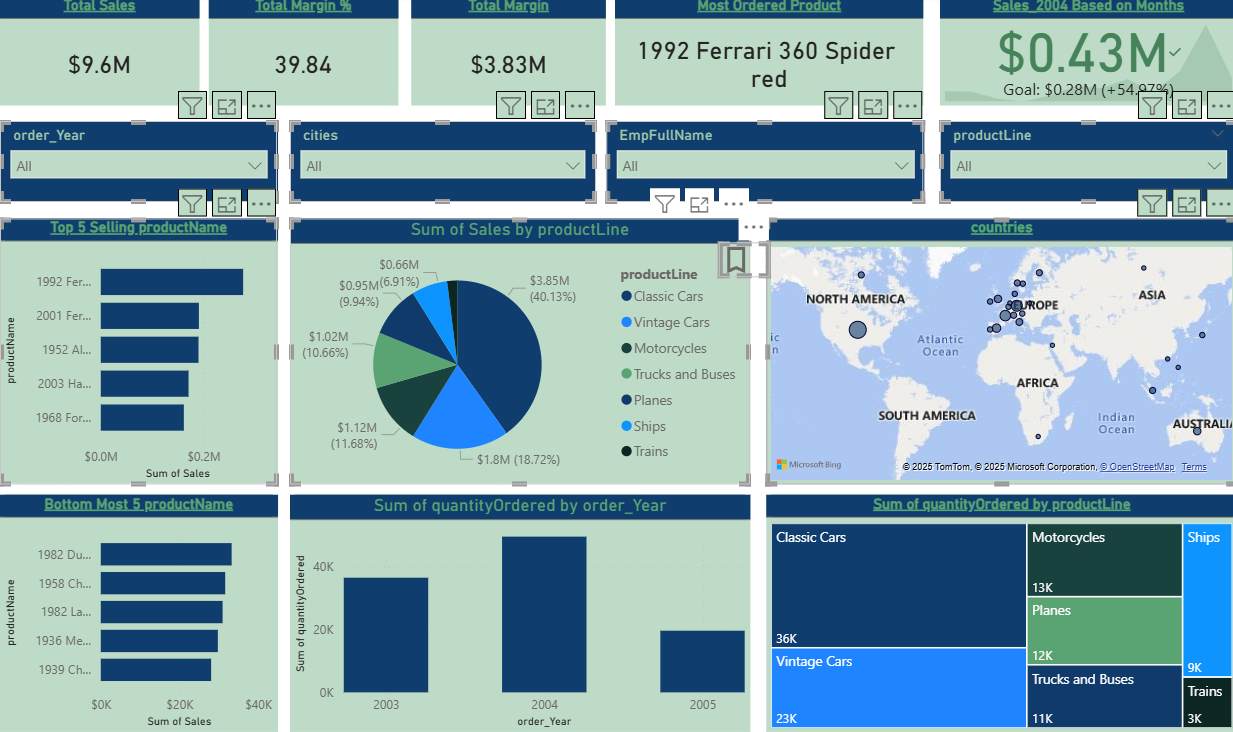 Total Sales
$9.6M
Total Margin %
39.84
Total Margin
$3.83M
Most Ordered Product
1992 Ferrari 360 Spider
red
Sales_2004 Based on Months
$0.43M
Goal: $0.28M (+54.97%)
order_Year
All
cities
All
EmpFullName
All
productLine
All
Top 5 Selling productName
productName
1992 Fer...
2001 Fer...
1952 Al...
2003 Ha...
1968 For...
$0.0M
$0.2M
Sum of Sales
Sum of Sales by productLine
$0.66M
(6.91%)
$0.95M
(9.94%)
$1.02M
(10.66%)
$1.12M
(11.68%)
$1.8M (18.72%)
$3.85M
(40.13%)
productLine
Classic Cars
Vintage Cars
Motorcycles
Trucks and Buses
Planes
Ships
Trains
countries
NORTH AMERICA
EUROPE
ASIA
ic
n
Atlantic
Ocean
AFRICA
SOUTH AMERICA
Indian
Ocean
AUSTRALI
Microsoft Bing
© 2025 TomTom, © 2025 Microsoft Corporation, © OpenStreetMap Terms
Bottom Most 5 productName
productName
1982 Du...
1958 Ch...
1982 La...
1936 Me...
1939 Ch...
$0K
$20K
$40K
Sum of Sales
Sum of quantityOrdered by order_Year
Sum of quantityOrdered
40K
20K
0K
2003
2004
2005
order_Year
Sum of quantityOrdered by productLine
Classic Cars
36K
Vintage Cars
23K
Motorcycles
13K
Planes
12K
Trucks and Buses
11K
Ships
9K
Trains
3K